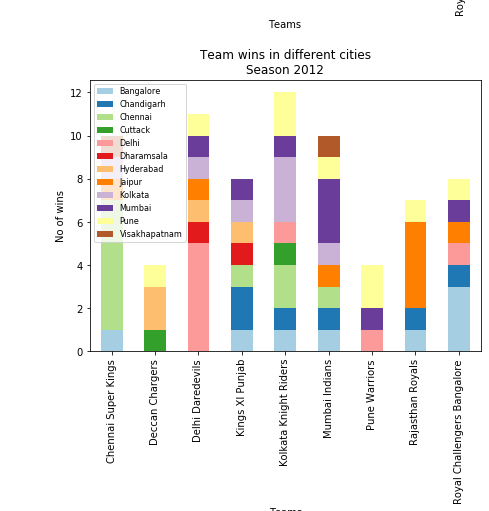 Teams
Roy
Team wins in different cities
Season 2012
No of wins
12
10
8
6
4
2
0
Bangalore
Chandigarh
Chennai
Cuttack
Delhi
Dharamsala
Hyderabad
Jaipur
Kolkata
Mumbai
Pune
Visakhapatnam
Chennai Super Kings
Deccan Chargers
Delhi Daredevils
Kings XI Punjab
Kolkata Knight Riders
Mumbai Indians
Pune Warriors
Rajasthan Royals
Royal Challengers Bangalore
Teams